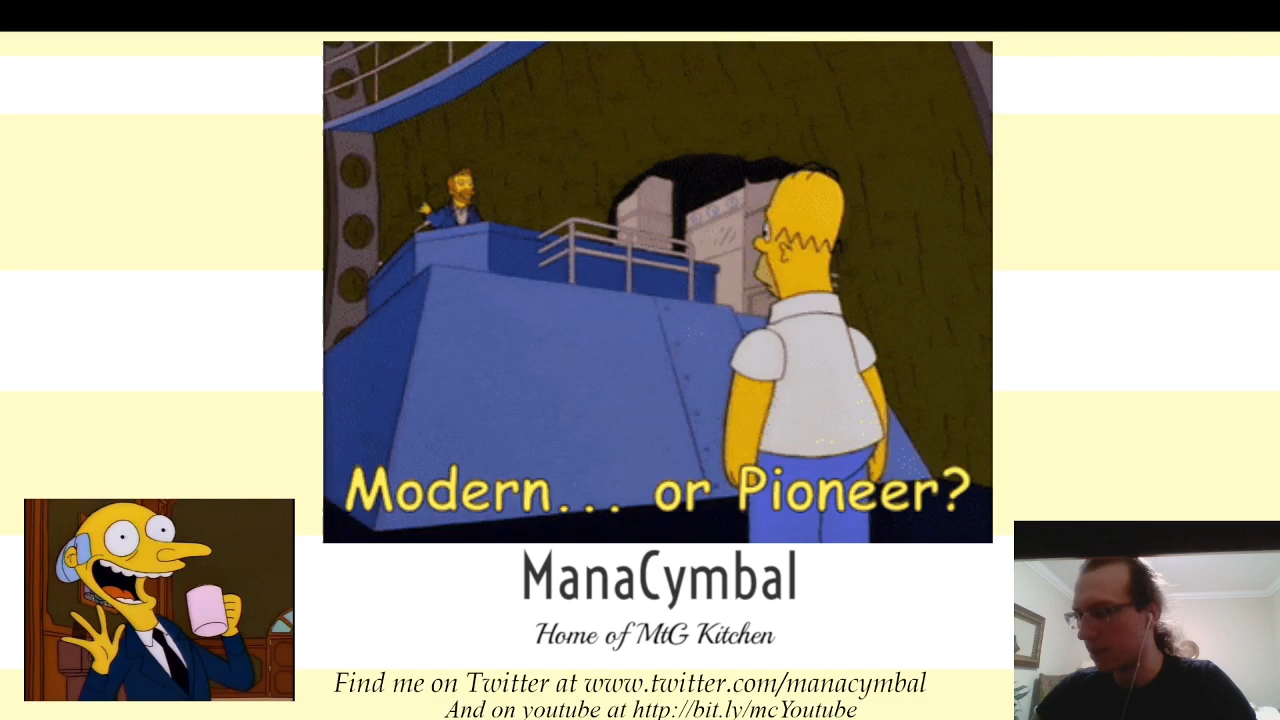 Modern... or Pioneer?
ManaCymbal
Home of MtG Kitchen
Find me on Twitter at www.twitter.com/manacymbal
And on youtube at http://bit.ly/mcYoutube